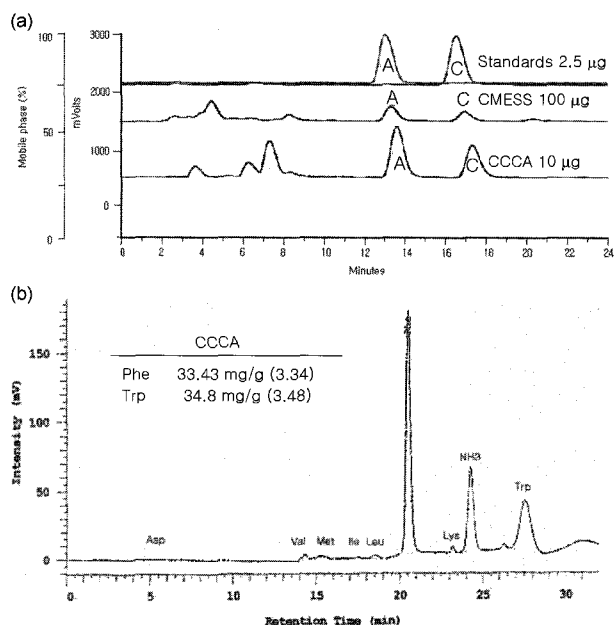 (a)
Mobile phase (%)
100
50
0
mVolts
3000
2000
1000
0
A
C
Standards 2.5 µg
A
C CMESS 100 µg
A
C
CCCA 10 µg
0 2 4 6 8 10 12 14 16 18 20 22 24
Minutes
(b)
Intensity (mV)
150
100
50
0
CCCA
Phe 33.43 mg/g (3.34)
Trp 34.8 mg/g (3.48)
Asp
Val
Met
Ile
Leu
Lys
NH3
Trp
0 5 10 15 20 25 30
Retention Time (min)